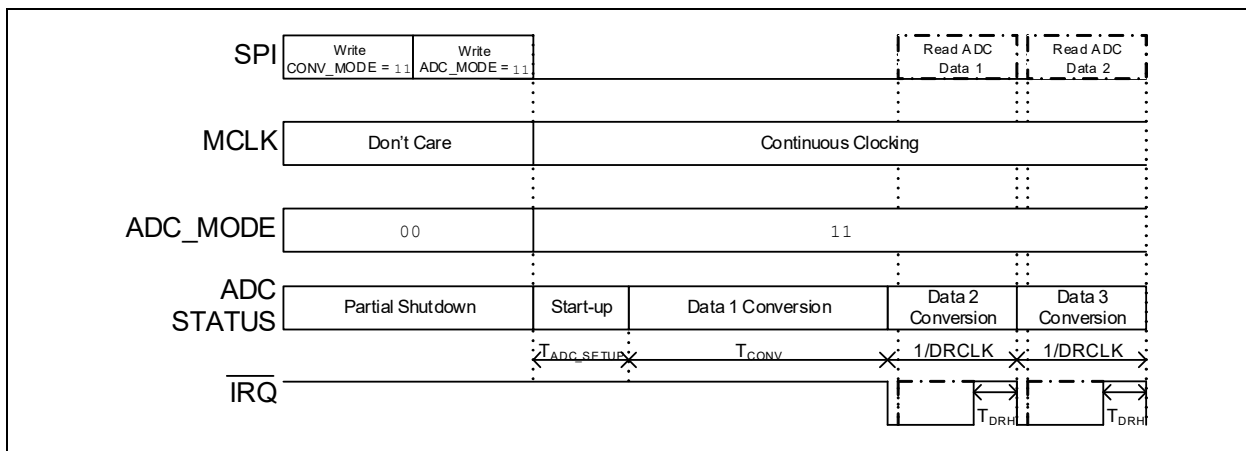 SPI
Write
CONV_MODE = 11
Write
ADC_MODE = 11
Read ADC
Data 1
Read ADC
Data 2
MCLK
Don't Care
Continuous Clocking
ADC_MODE
00
11
ADC
STATUS
Partial Shutdown
Start-up
Data 1 Conversion
Data 2
Conversion
Data 3
Conversion
TADC_SETUP
TCONV
1/DRCLK
1/DRCLK
IRQ
TDRH
TDRH